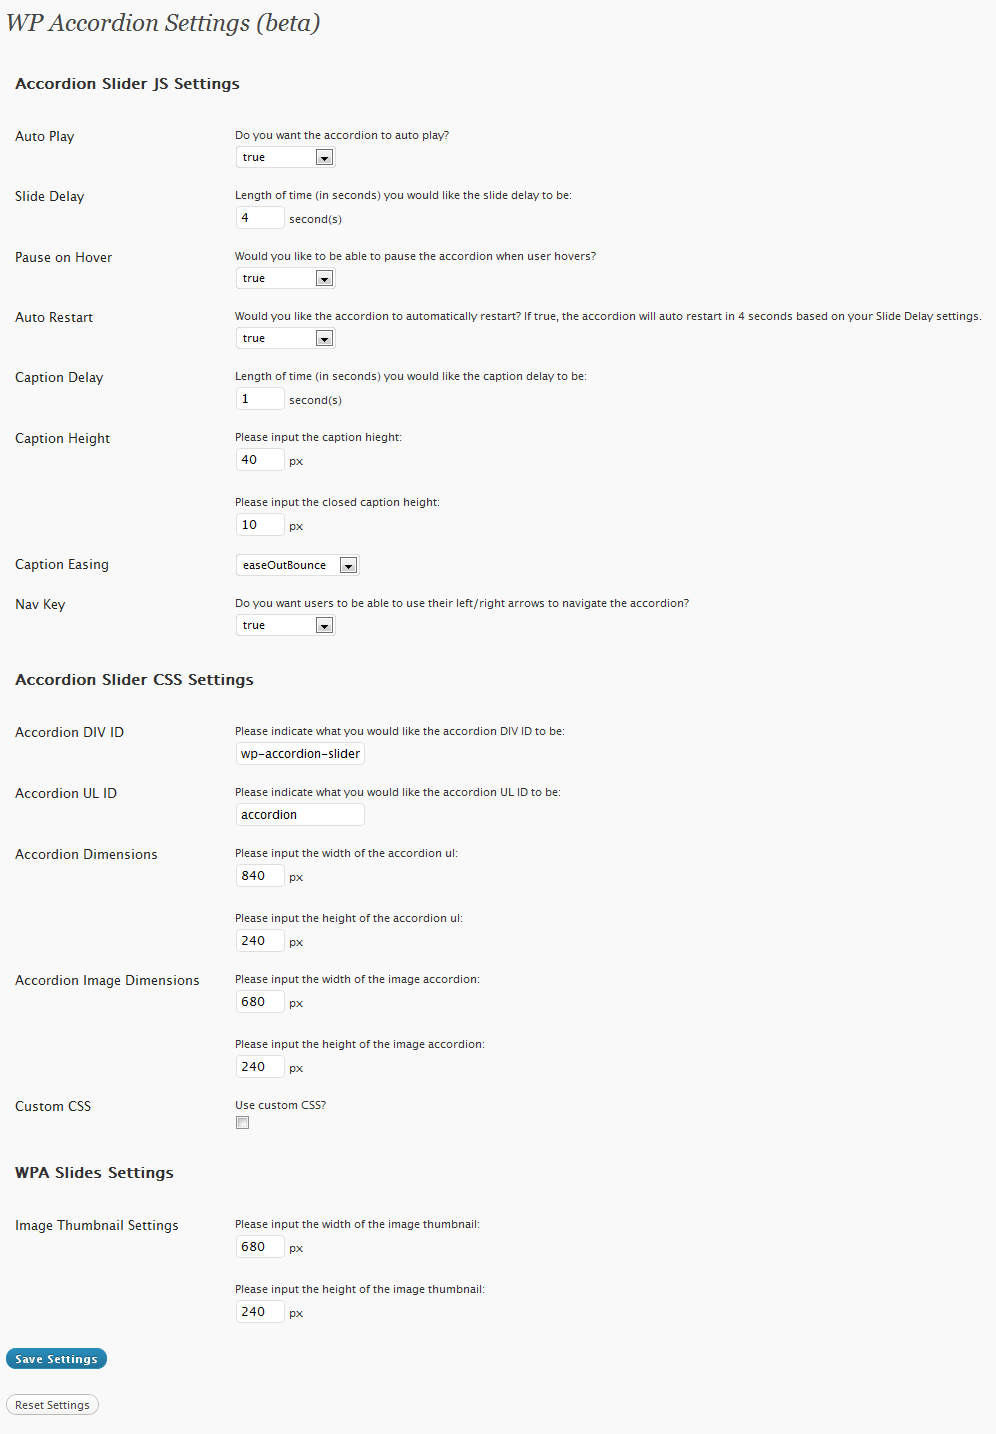 WP Accordion Settings (beta)
Accordion Slider JS Settings
Auto Play
Do you want the accordion to auto play?
true
Slide Delay
Length of time (in seconds) you would like the slide delay to be:
4 second(s)
Pause on Hover
Would you like to be able to pause the accordion when user hovers?
true
Auto Restart
Would you like the accordion to automatically restart? If true, the accordion will auto restart in 4 seconds based on your Slide Delay settings.
true
Caption Delay
Length of time (in seconds) you would like the caption delay to be:
1 second(s)
Caption Height
Please input the caption hieght:
40 px
Please input the closed caption height:
10 px
Caption Easing
easeOutBounce
Nav Key
Do you want users to be able to use their left/right arrows to navigate the accordion?
true
Accordion Slider CSS Settings
Accordion DIV ID
Please indicate what you would like the accordion DIV ID to be:
wp-accordion-slider
Accordion UL ID
Please indicate what you would like the accordion UL ID to be:
accordion
Accordion Dimensions
Please input the width of the accordion ul:
840 px
Please input the height of the accordion ul:
240 px
Accordion Image Dimensions
Please input the width of the image accordion:
680 px
Please input the height of the image accordion:
240 px
Custom CSS
Use custom CSS?
WPA Slides Settings
Image Thumbnail Settings
Please input the width of the image thumbnail:
680 px
Please input the height of the image thumbnail:
240 px
Save Settings
Reset Settings